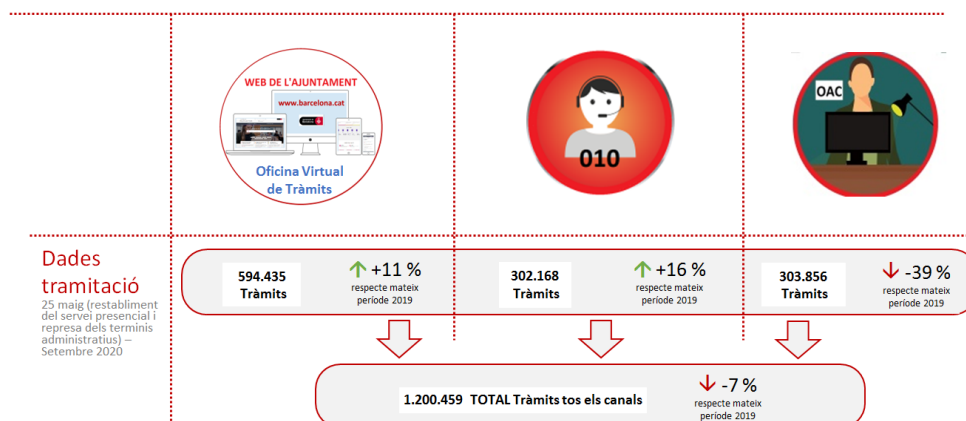 WEB DE L'AJUNTAMENT
www.barcelona.cat
Oficina Virtual
de Tràmits
010
OAC
Dades
tramitació
25 maig (restabliment
del servei presencial i
represa dels terminis
administratius) –
Setembre 2020
594.435
Tràmits
+11 %
respecte mateix
període 2019
302.168
Tràmits
+16 %
respecte mateix
període 2019
303.856
Tràmits
-39 %
respecte mateix
període 2019
1.200.459 TOTAL Tràmits tos els canals
-7 %
respecte mateix
període 2019